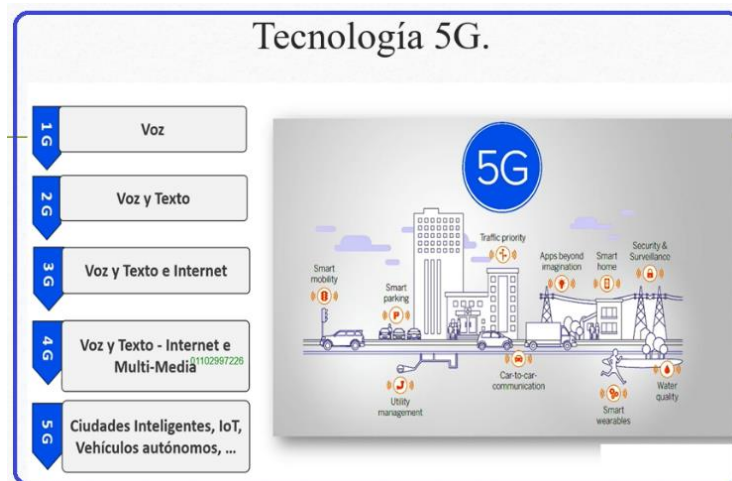 Tecnología 5G.
1G
Voz
2G
Voz y Texto
3G
Voz y Texto e Internet
4G
Voz y Texto - Internet e
Multi-Media
01102997226
5G
Ciudades Inteligentes, IoT,
Vehículos autónomos, ...
5G
Smart
mobility
Smart
parking
P
Traffic priority
Apps beyond
imagination
Smart
home
Security &
Surveillance
Utility
management
Car-to-car-
communication
Smart
wearables
Water
quality